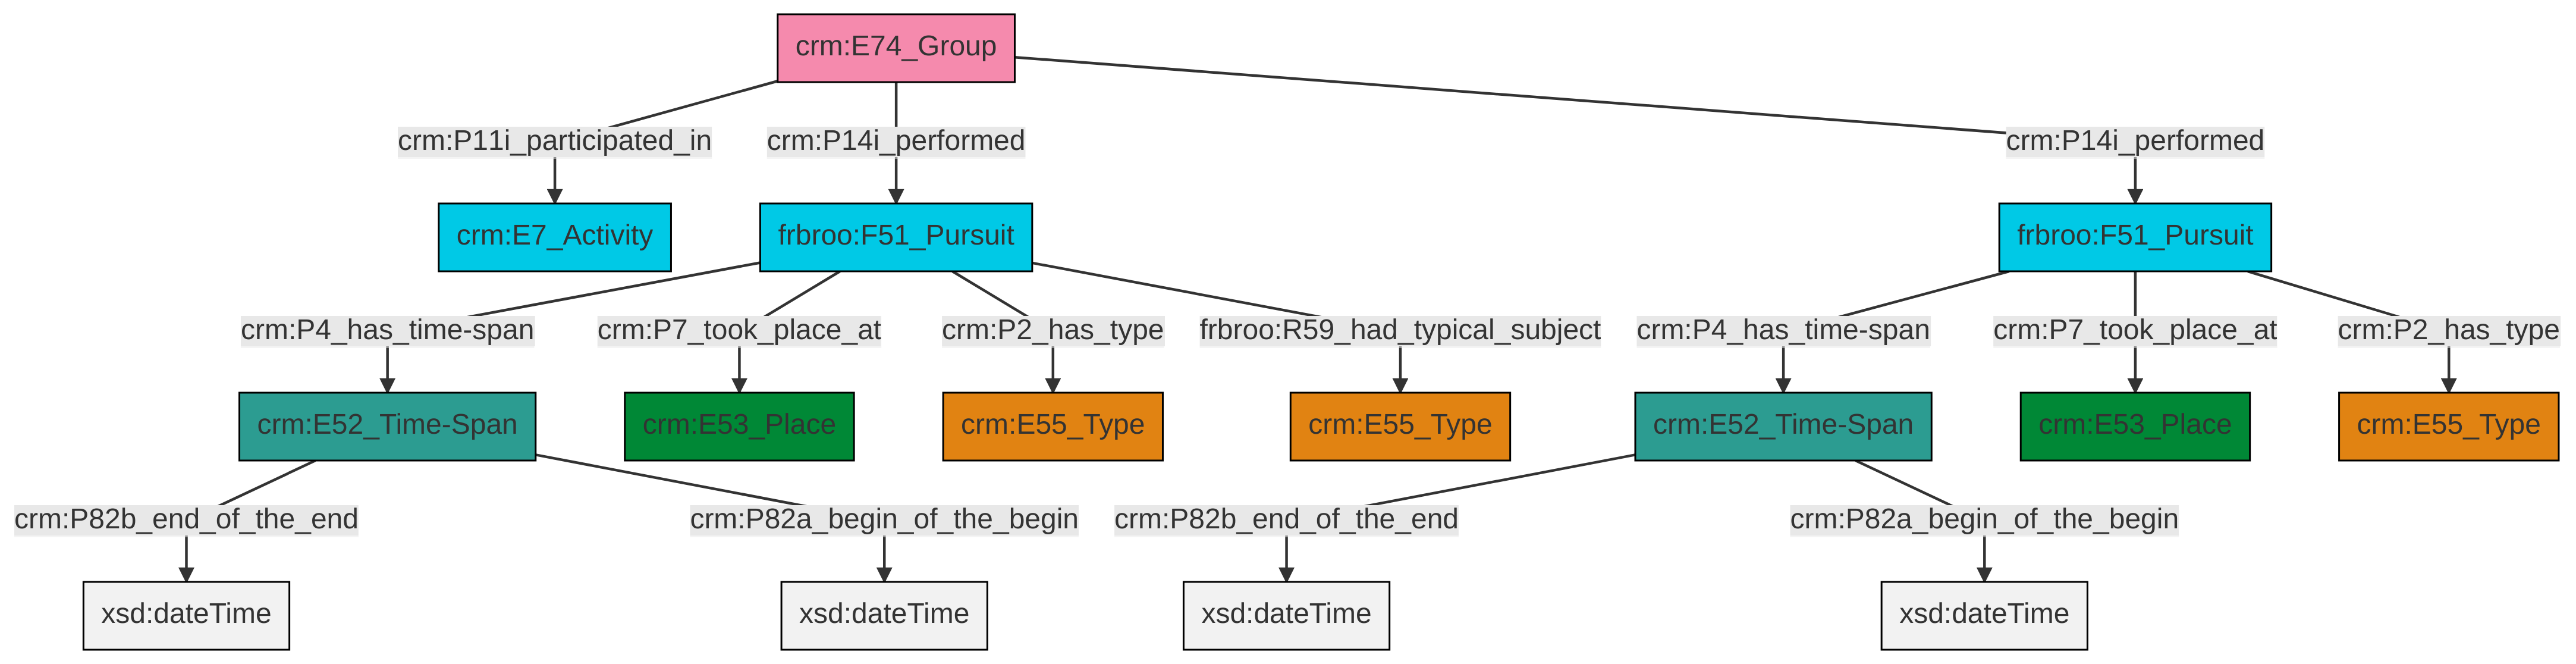 crm:E74_Group
crm:P11i_participated_in
crm:P14i_performed
crm:P14i_performed
crm:E7_Activity
frbroo:F51_Pursuit
frbroo:F51_Pursuit
crm:P4_has_time-span
crm:P7_took_place_at
crm:P2_has_type
frbroo:R59_had_typical_subject
crm:P4_has_time-span
crm:P7_took_place_at
crm:P2_has_type
crm:E52_Time-Span
crm:E53_Place
crm:E55_Type
crm:E55_Type
crm:E52_Time-Span
crm:E53_Place
crm:E55_Type
crm:P82b_end_of_the_end
crm:P82a_begin_of_the_begin
crm:P82b_end_of_the_end
crm:P82a_begin_of_the_begin
xsd:dateTime
xsd:dateTime
xsd:dateTime
xsd:dateTime